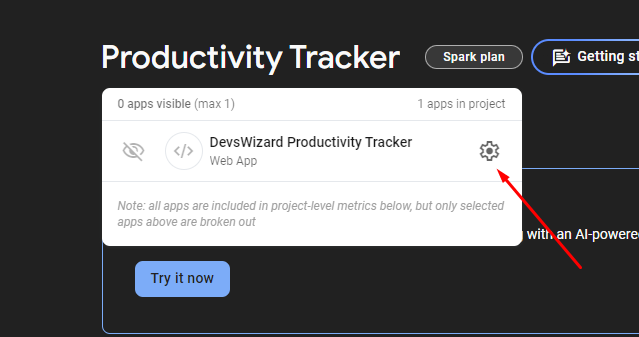 Productivity Tracker
Spark plan
Getting st
0 apps visible (max 1)
1 apps in project
DevsWizard Productivity Tracker
Web App
Note: all apps are included in project-level metrics below, but only selected
apps above are broken out
with an AI-powere
Try it now